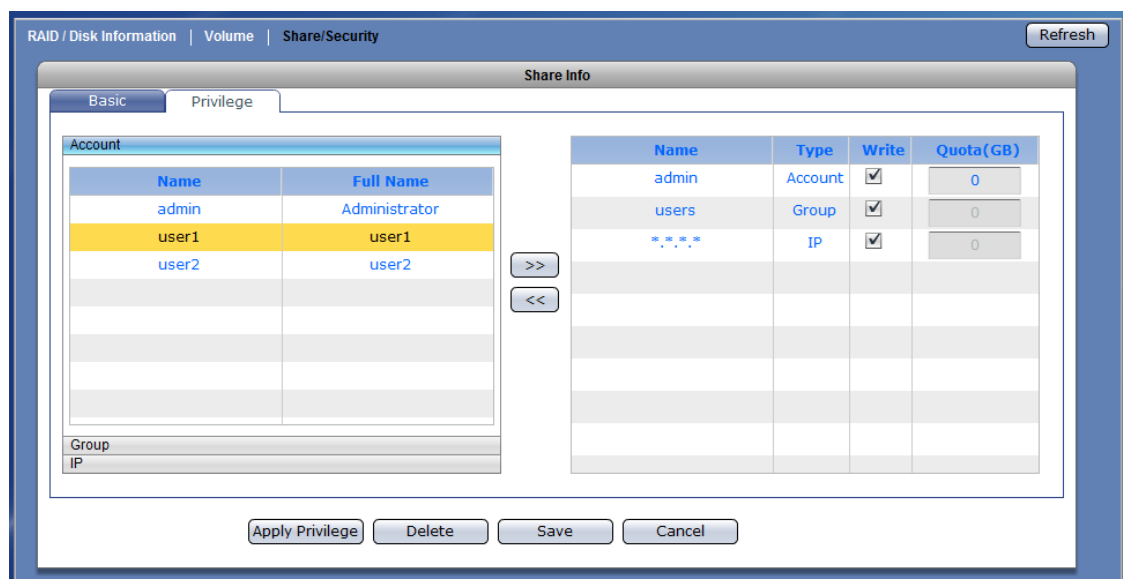 RAID / Disk Information | Volume | Share/Security Refresh
Share Info
Basic Privilege
Account
Name Full Name
admin Administrator
user1 user1
user2 user2
Group
IP
>>
<<
Name Type Write Quota(GB)
admin Account 0
users Group 0
*.*.*.* IP 0
Apply Privilege Delete Save Cancel